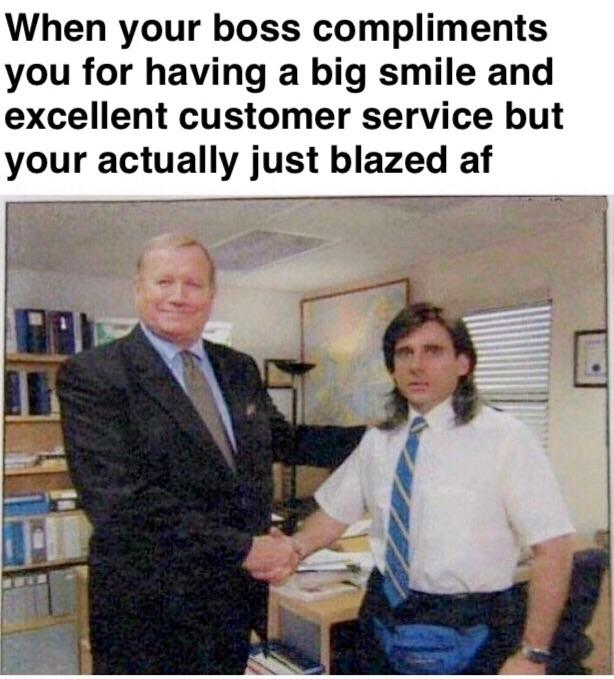 When your boss compliments
you for having a big smile and
excellent customer service but
your actually just blazed af